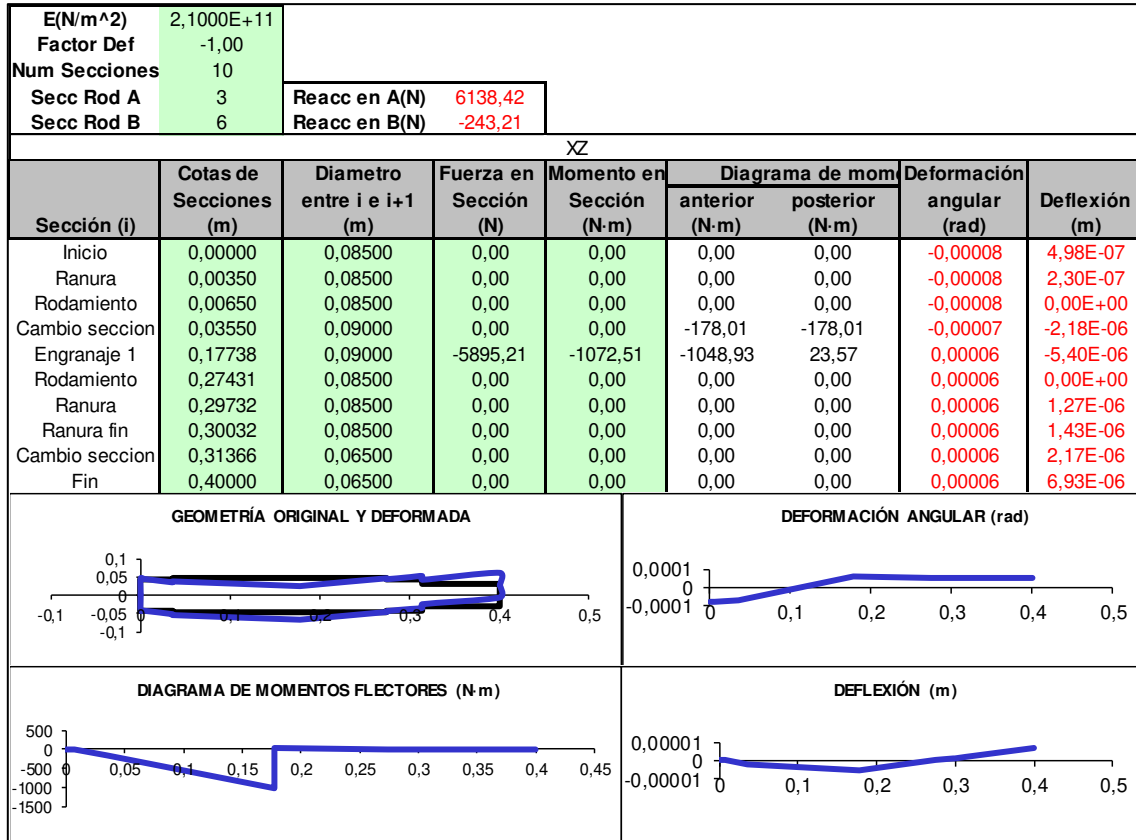 E(N/m^2) 2,1000E+11
Factor Def -1,00
Num Secciones 10
Secc Rod A 3 Reacc en A(N) 6138,42
Secc Rod B 6 Reacc en B(N) -243,21
XZ
Cotas de Diametro Fuerza en Momento en Diagrama de mom Deformación
Secciones entre i e i+1 Sección Sección anterior posterior angular Deflexión
Sección (i) (m) (m) (N) (N·m) (N·m) (N·m) (rad) (m)
Inicio 0,00000 0,08500 0,00 0,00 0,00 0,00 -0,00008 4,98E-07
Ranura 0,00350 0,08500 0,00 0,00 0,00 0,00 -0,00008 2,30E-07
Rodamiento 0,00650 0,08500 0,00 0,00 0,00 0,00 -0,00008 0,00E+00
Cambio seccion 0,03550 0,09000 0,00 0,00 -178,01 -178,01 -0,00007 -2,18E-06
Engranaje 1 0,17738 0,09000 -5895,21 -1072,51 -1048,93 23,57 0,00006 -5,40E-06
Rodamiento 0,27431 0,08500 0,00 0,00 0,00 0,00 0,00006 0,00E+00
Ranura 0,29732 0,08500 0,00 0,00 0,00 0,00 0,00006 1,27E-06
Ranura fin 0,30032 0,08500 0,00 0,00 0,00 0,00 0,00006 1,43E-06
Cambio seccion 0,31366 0,06500 0,00 0,00 0,00 0,00 0,00006 2,17E-06
Fin 0,40000 0,06500 0,00 0,00 0,00 0,00 0,00006 6,93E-06
GEOMETRÍA ORIGINAL Y DEFORMADA
0,1
0,05
0
-0,05
-0,1
-0,1 0 0,1 0,2 0,3 0,4 0,5
DEFORMACIÓN ANGULAR (rad)
0,0001
0
-0,0001
0 0,1 0,2 0,3 0,4 0,5
DIAGRAMA DE MOMENTOS FLECTORES (N·m)
500
0
-500
-1000
-1500
0 0,05 0,1 0,15 0,2 0,25 0,3 0,35 0,4 0,45
DEFLEXIÓN (m)
0,00001
0
-0,00001
0 0,1 0,2 0,3 0,4 0,5